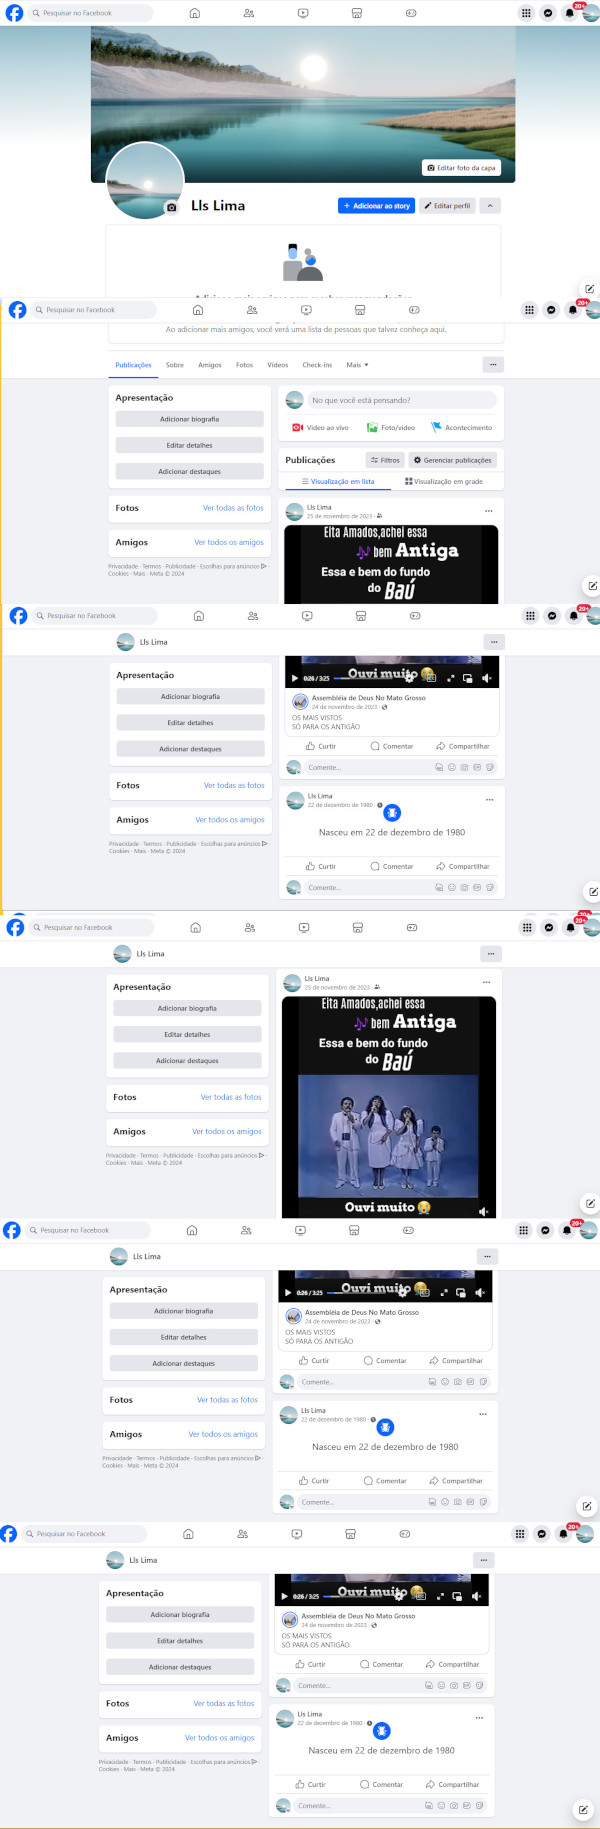 Pesquisar no Facebook
20+
Editar foto da capa
Lls Lima
+ Adicionar ao story
Editar perfil
Pesquisar no Facebook
20+
Ao adicionar mais amigos, você verá uma lista de pessoas que talvez conheça aqui.
Publicações Sobre Amigos Fotos Vídeos Check-ins Mais
Apresentação
Adicionar biografia
Editar detalhes
Adicionar destaques
Fotos
Ver todas as fotos
Amigos
Ver todos os amigos
Privacidade · Termos · Publicidade · Escolhas para anúncios ·
Cookies · Mais · Meta © 2024
No que você está pensando?
Vídeo ao vivo
Foto/vídeo
Acontecimento
Publicações
Filtros
Gerenciar publicações
Visualização em lista
Visualização em grade
Lls Lima
25 de novembro de 2023 ·
Eita Amados,achei essa
bem Antiga
Essa e bem do fundo
do Baú
Pesquisar no Facebook
20+
Lls Lima
Apresentação
Adicionar biografia
Editar detalhes
Adicionar destaques
Fotos
Ver todas as fotos
Amigos
Ver todos os amigos
Privacidade · Termos · Publicidade · Escolhas para anúncios ·
Cookies · Mais · Meta © 2024
Ouvi muito
0:26 / 3:25
Assembléia de Deus No Mato Grosso
24 de novembro de 2023 ·
OS MAIS VISTOS
SÓ PARA OS ANTIGÃO
Curtir
Comentar
Compartilhar
Comente...
Lls Lima
22 de dezembro de 1980 ·
Nasceu em 22 de dezembro de 1980
Curtir
Comentar
Compartilhar
Comente...
Pesquisar no Facebook
20+
Lls Lima
Apresentação
Adicionar biografia
Editar detalhes
Adicionar destaques
Fotos
Ver todas as fotos
Amigos
Ver todos os amigos
Privacidade · Termos · Publicidade · Escolhas para anúncios ·
Cookies · Mais · Meta © 2024
Lls Lima
25 de novembro de 2023 ·
Eita Amados,achei essa
bem Antiga
Essa e bem do fundo
do Baú
Ouvi muito
Pesquisar no Facebook
20+
Lls Lima
Apresentação
Adicionar biografia
Editar detalhes
Adicionar destaques
Fotos
Ver todas as fotos
Amigos
Ver todos os amigos
Privacidade · Termos · Publicidade · Escolhas para anúncios ·
Cookies · Mais · Meta © 2024
Ouvi muito
0:26 / 3:25
Assembléia de Deus No Mato Grosso
24 de novembro de 2023 ·
OS MAIS VISTOS
SÓ PARA OS ANTIGÃO
Curtir
Comentar
Compartilhar
Comente...
Lls Lima
22 de dezembro de 1980 ·
Nasceu em 22 de dezembro de 1980
Curtir
Comentar
Compartilhar
Comente...
Pesquisar no Facebook
20+
Lls Lima
Apresentação
Adicionar biografia
Editar detalhes
Adicionar destaques
Fotos
Ver todas as fotos
Amigos
Ver todos os amigos
Privacidade · Termos · Publicidade · Escolhas para anúncios ·
Cookies · Mais · Meta © 2024
Ouvi muito
0:26 / 3:25
Assembléia de Deus No Mato Grosso
24 de novembro de 2023 ·
OS MAIS VISTOS
SÓ PARA OS ANTIGÃO
Curtir
Comentar
Compartilhar
Comente...
Lls Lima
22 de dezembro de 1980 ·
Nasceu em 22 de dezembro de 1980
Curtir
Comentar
Compartilhar
Comente...